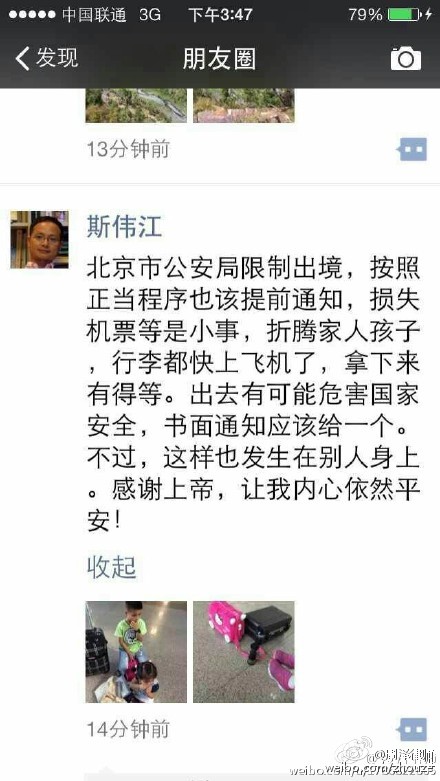 中国联通 3G 下午3:47 79%
发现 朋友圈
13分钟前
斯伟江
北京市公安局限制出境，按照
正当程序也该提前通知，损失
机票等是小事，折腾家人孩子
，行李都快上飞机了，拿下来
有得等。出去有可能危害国家
安全，书面通知应该给一个。
不过，这样也发生在别人身上
。感谢上帝，让我内心依然平
安！
收起
14分钟前